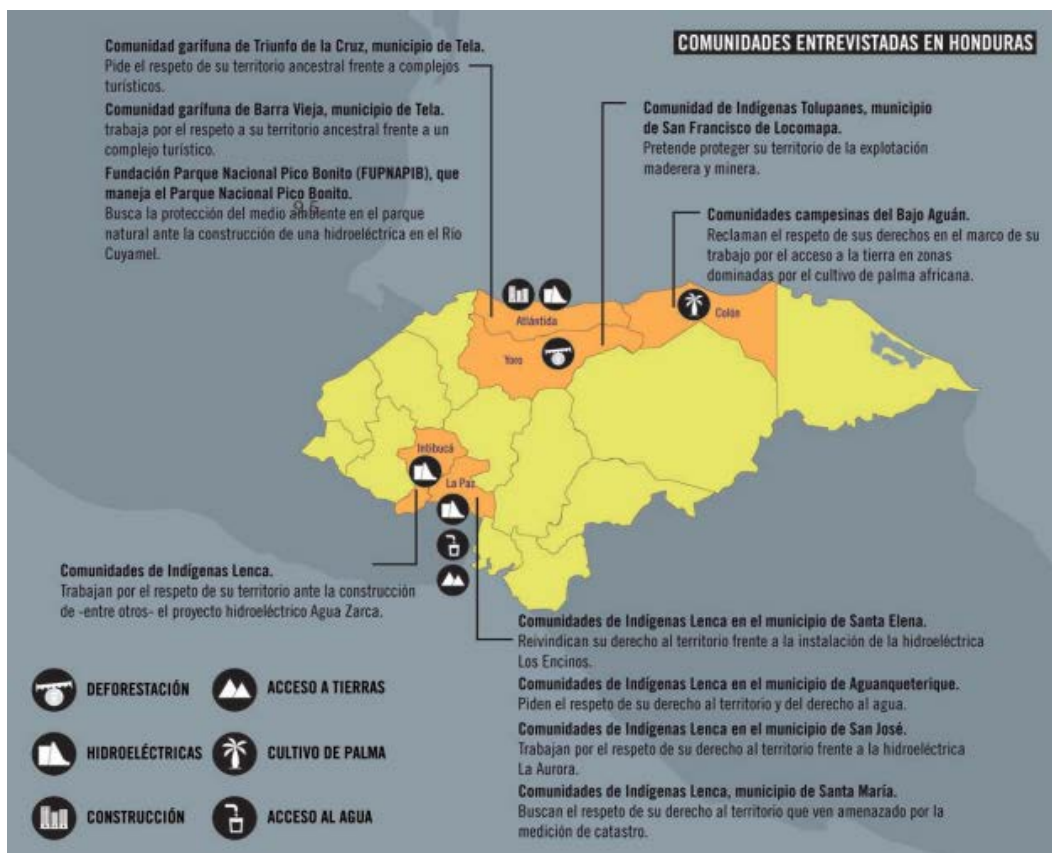 COMUNIDADES ENTREVISTADAS EN HONDURAS
Comunidad garífuna de Triunfo de la Cruz, municipio de Tela.
Pide el respeto de su territorio ancestral frente a complejos
turísticos.
Comunidad garífuna de Barra Vieja, municipio de Tela.
trabaja por el respeto a su territorio ancestral frente a un
complejo turístico.
Fundación Parque Nacional Pico Bonito (FUPNAPIB), que
maneja el Parque Nacional Pico Bonito.
95
Busca la protección del medio ambiente en el parque
natural ante la construcción de una hidroeléctrica en el Río
Cuyamel.
Comunidad de Indígenas Tolupanes, municipio
de San Francisco de Locomapa.
Pretende proteger su territorio de la explotación
maderera y minera.
Comunidades campesinas del Bajo Aguán.
Reclaman el respeto de sus derechos en el marco de su
trabajo por el acceso a la tierra en zonas
dominadas por el cultivo de palma africana.
Atlántida
Colón
Yoro
Intibucá
La Paz
Comunidades de Indígenas Lenca.
Trabajan por el respeto de su territorio ante la construcción
de -entre otros- el proyecto hidroeléctrico Agua Zarca.
Comunidades de Indígenas Lenca en el municipio de Santa Elena.
Reivindican su derecho al territorio frente a la instalación de la hidroeléctrica
Los Encinos.
Comunidades de Indígenas Lenca en el municipio de Aguanqueterique.
Piden el respeto de su derecho al territorio y del derecho al agua.
Comunidades de Indígenas Lenca en el municipio de San José.
Trabajan por el respeto de su derecho al territorio frente a la hidroeléctrica
La Aurora.
Comunidades de Indígenas Lenca, municipio de Santa María.
Buscan el respeto de su derecho al territorio que ven amenazado por la
medición de catastro.
DEFORESTACIÓN
ACCESO A TIERRAS
HIDROELÉCTRICAS
CULTIVO DE PALMA
CONSTRUCCIÓN
ACCESO AL AGUA